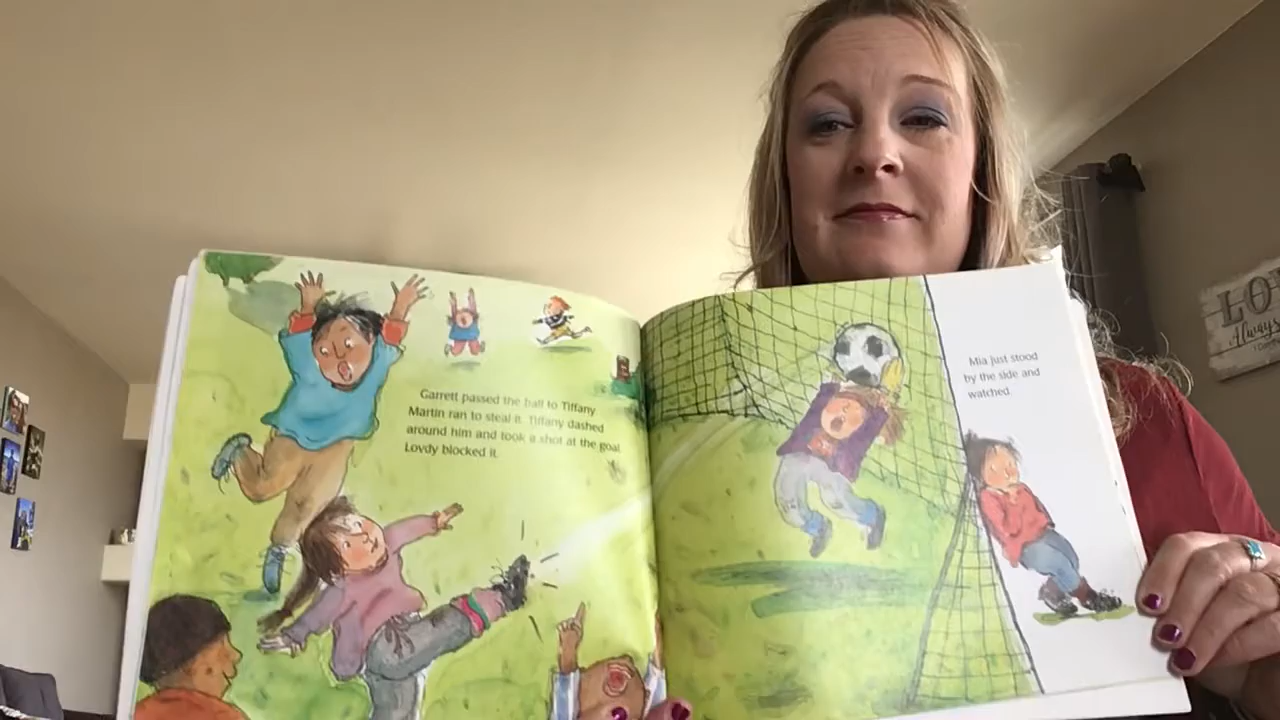 Garrett passed the ball to Tiffany
Martin ran to steal it. Tiffany dashed
around him and took a shot at the goal.
Lovdy blocked it.
Mia just stood
by the side and
watched.
Always